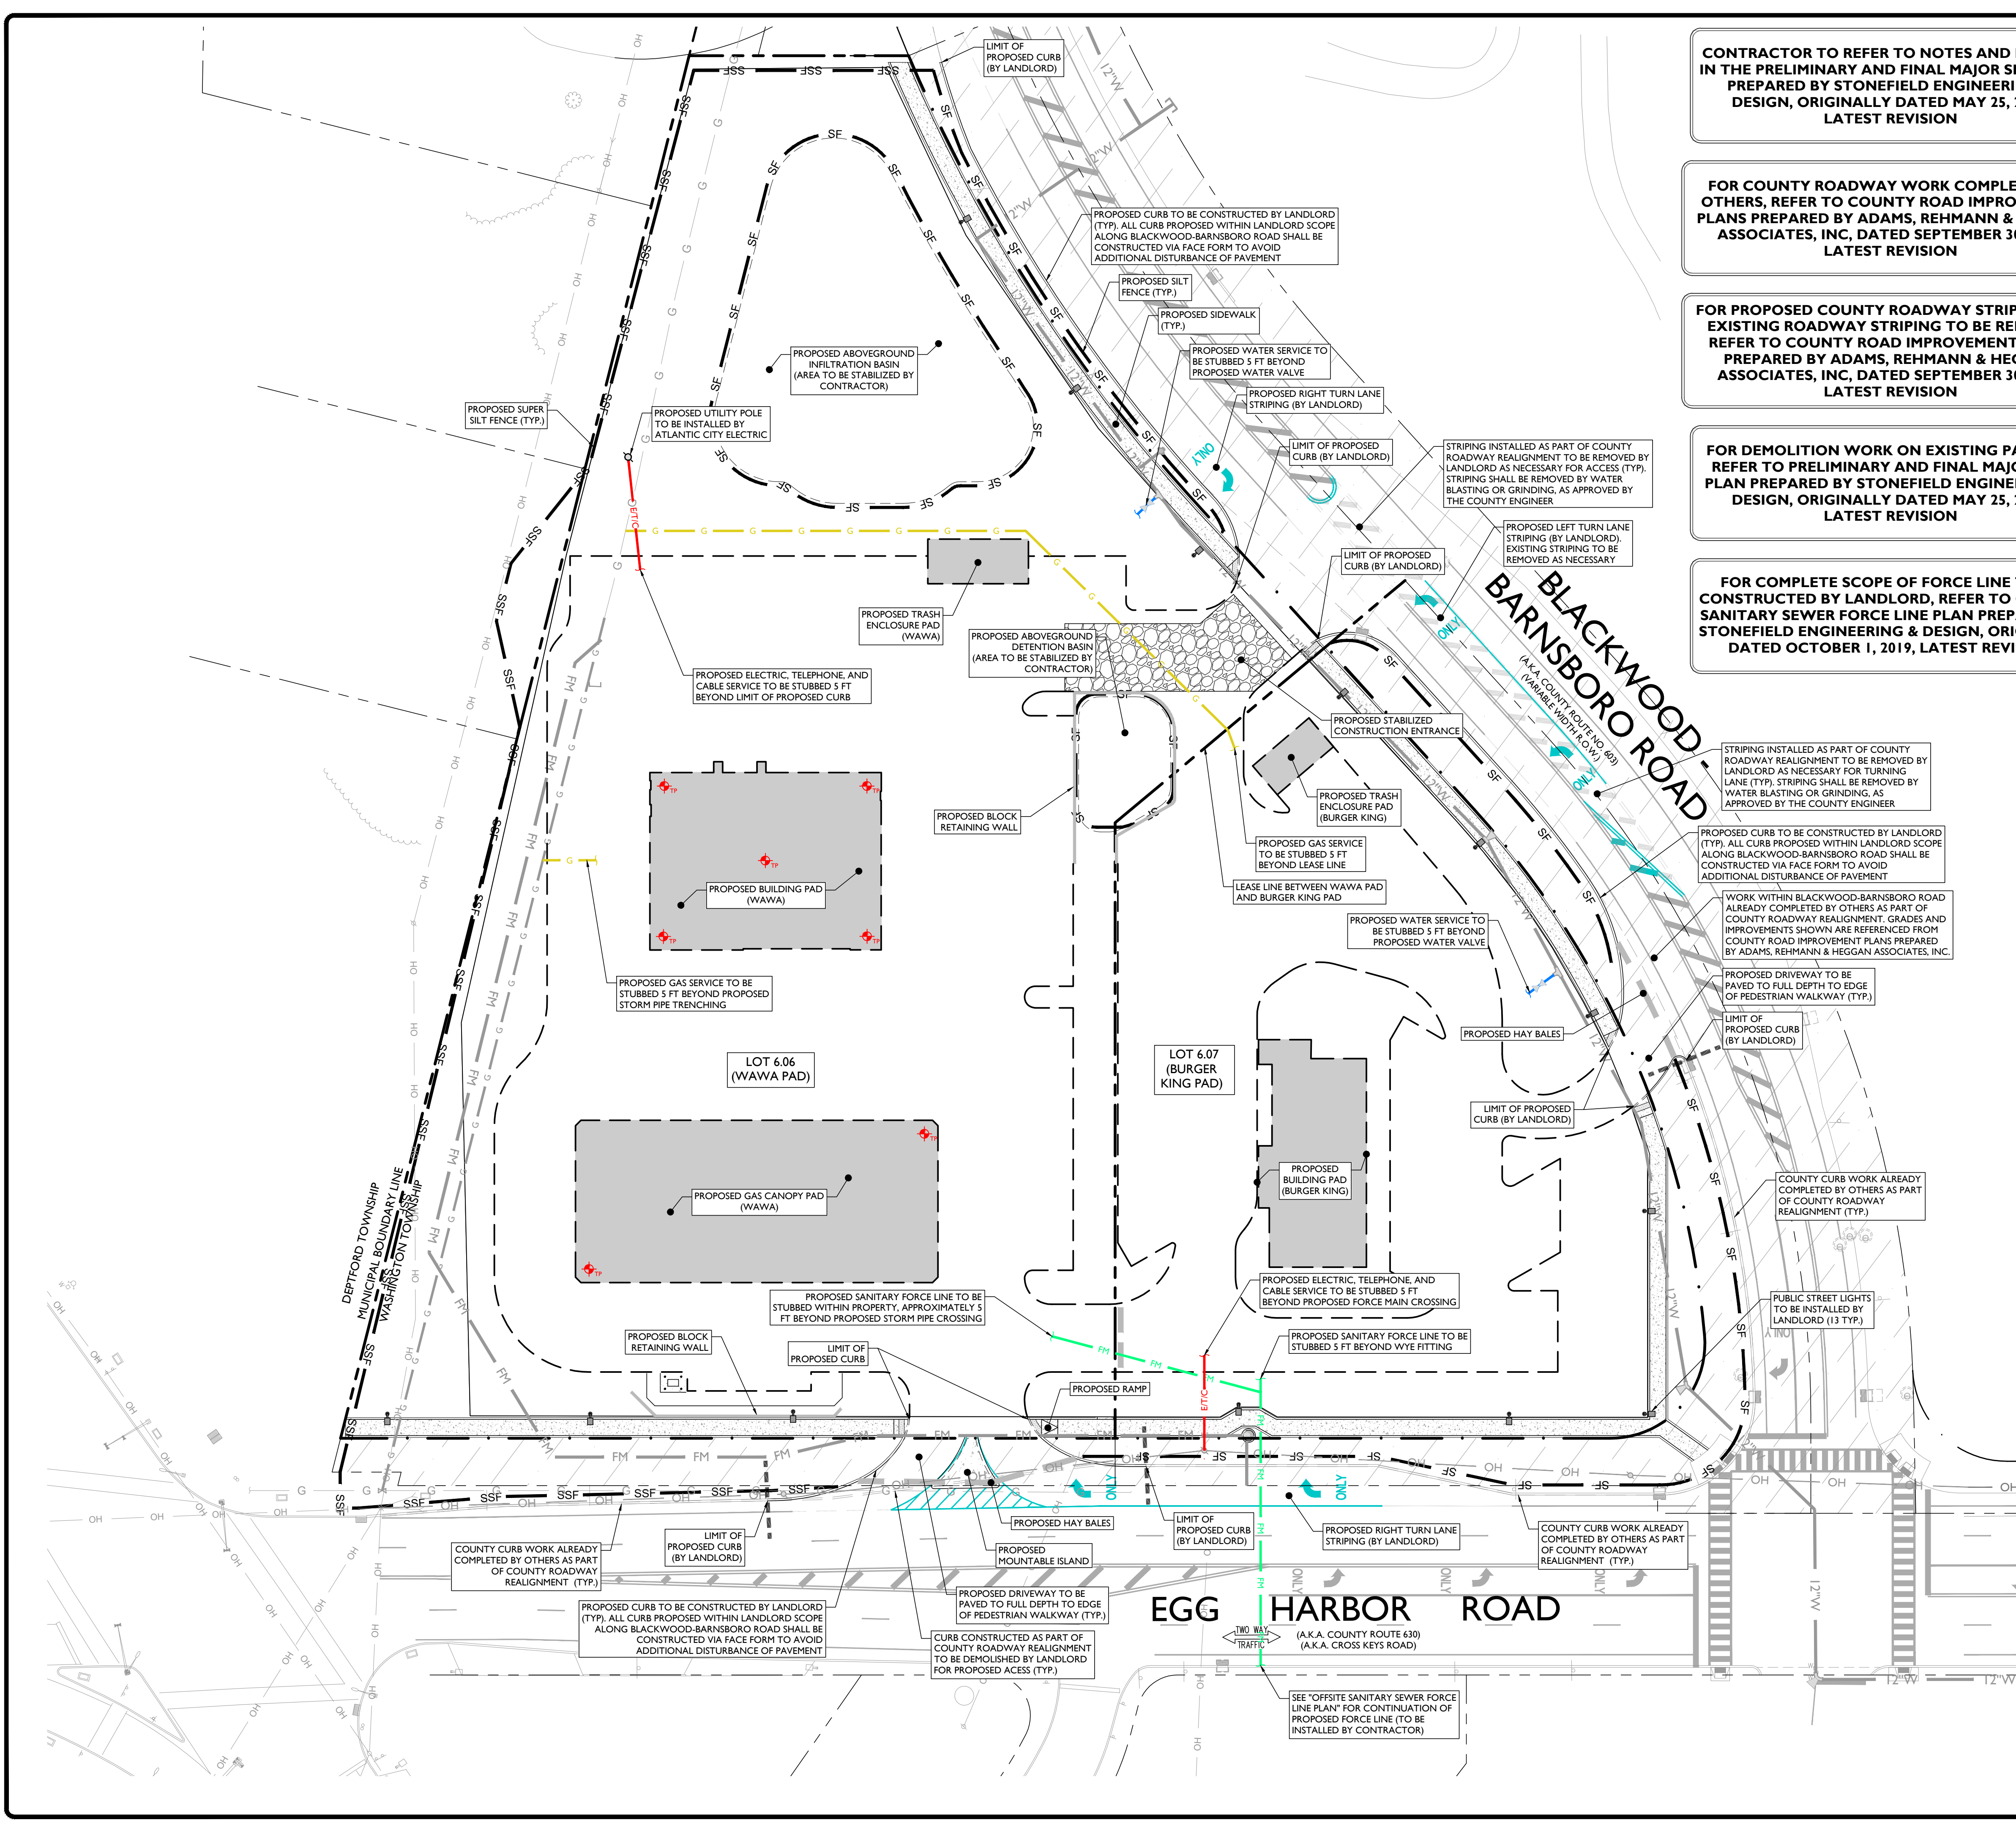 CONTRACTOR TO REFER TO NOTES AND
IN THE PRELIMINARY AND FINAL MAJOR
PREPARED BY STONEFIELD
DESIGN, ORIGINALLY DATED MAY 25,
LATEST REVISION
FOR COUNTY ROADWAY WORK
OTHERS, REFER TO COUNTY ROAD
PLANS PREPARED BY ADAMS, REHMANN &
ASSOCIATES, INC, DATED SEPTEMBER
LATEST REVISION
FOR PROPOSED COUNTY ROADWAY
EXISTING ROADWAY STRIPING TO BE
REFER TO COUNTY ROAD IMPROVEMENT
PREPARED BY ADAMS, REHMANN &
ASSOCIATES, INC, DATED SEPTEMBER
LATEST REVISION
FOR DEMOLITION WORK ON EXISTING
REFER TO PRELIMINARY AND FINAL
PLAN PREPARED BY STONEFIELD
DESIGN, ORIGINALLY DATED MAY 25,
LATEST REVISION
FOR COMPLETE SCOPE OF FORCE LINE
CONSTRUCTED BY LANDLORD, REFER TO
SANITARY SEWER FORCE LINE PLAN
STONEFIELD ENGINEERING & DESIGN,
DATED OCTOBER 1, 2019, LATEST
LIMIT OF
PROPOSED CURB
(BY LANDLORD)
PROPOSED CURB TO BE CONSTRUCTED BY LANDLORD
(TYP). ALL CURB PROPOSED WITHIN LANDLORD SCOPE
ALONG BLACKWOOD-BARNSBORO ROAD SHALL BE
CONSTRUCTED VIA FACE FORM TO AVOID
ADDITIONAL DISTURBANCE OF PAVEMENT
PROPOSED SILT
FENCE (TYP.)
PROPOSED SIDEWALK
(TYP.)
PROPOSED WATER SERVICE TO
BE STUBBED 5 FT BEYOND
PROPOSED WATER VALVE
PROPOSED RIGHT TURN LANE
STRIPING (BY LANDLORD)
PROPOSED ABOVEGROUND
INFILTRATION BASIN
(AREA TO BE STABILIZED BY
CONTRACTOR)
PROPOSED SUPER
SILT FENCE (TYP.)
PROPOSED UTILITY POLE
TO BE INSTALLED BY
ATLANTIC CITY ELECTRIC
LIMIT OF PROPOSED
CURB (BY LANDLORD)
STRIPING INSTALLED AS PART OF COUNTY
ROADWAY REALIGNMENT TO BE REMOVED BY
LANDLORD AS NECESSARY FOR ACCESS (TYP).
STRIPING SHALL BE REMOVED BY WATER
BLASTING OR GRINDING, AS APPROVED BY
THE COUNTY ENGINEER
PROPOSED LEFT TURN LANE
STRIPING (BY LANDLORD).
EXISTING STRIPING TO BE
REMOVED AS NECESSARY
LIMIT OF PROPOSED
CURB (BY LANDLORD)
PROPOSED TRASH
ENCLOSURE PAD
(WAWA)
PROPOSED ABOVEGROUND
DETENTION BASIN
(AREA TO BE STABILIZED BY
CONTRACTOR)
BLACKWOOD
BARNSBORO ROAD
(A.K.A. COUNTY ROUTE NO. 603)
(VARIABLE WIDTH R.O.W.)
PROPOSED ELECTRIC, TELEPHONE, AND
CABLE SERVICE TO BE STUBBED 5 FT
BEYOND LIMIT OF PROPOSED CURB
PROPOSED STABILIZED
CONSTRUCTION ENTRANCE
STRIPING INSTALLED AS PART OF COUNTY
ROADWAY REALIGNMENT TO BE REMOVED BY
LANDLORD AS NECESSARY FOR TURNING
LANE (TYP). STRIPING SHALL BE REMOVED BY
WATER BLASTING OR GRINDING, AS
APPROVED BY THE COUNTY ENGINEER
PROPOSED BLOCK
RETAINING WALL
PROPOSED TRASH
ENCLOSURE PAD
(BURGER KING)
PROPOSED GAS SERVICE
TO BE STUBBED 5 FT
BEYOND LEASE LINE
PROPOSED CURB TO BE CONSTRUCTED BY LANDLORD
(TYP). ALL CURB PROPOSED WITHIN LANDLORD SCOPE
ALONG BLACKWOOD-BARNSBORO ROAD SHALL BE
CONSTRUCTED VIA FACE FORM TO AVOID
ADDITIONAL DISTURBANCE OF PAVEMENT
PROPOSED BUILDING PAD
(WAWA)
LEASE LINE BETWEEN WAWA PAD
AND BURGER KING PAD
WORK WITHIN BLACKWOOD-BARNSBORO ROAD
ALREADY COMPLETED BY OTHERS AS PART OF
COUNTY ROADWAY REALIGNMENT. GRADES AND
IMPROVEMENTS SHOWN ARE REFERENCED FROM
COUNTY ROAD IMPROVEMENT PLANS PREPARED
BY ADAMS, REHMANN & HEGGAN ASSOCIATES, INC.
PROPOSED WATER SERVICE TO
BE STUBBED 5 FT BEYOND
PROPOSED WATER VALVE
PROPOSED GAS SERVICE TO BE
STUBBED 5 FT BEYOND PROPOSED
STORM PIPE TRENCHING
PROPOSED DRIVEWAY TO BE
PAVED TO FULL DEPTH TO EDGE
OF PEDESTRIAN WALKWAY (TYP.)
PROPOSED HAY BALES
LIMIT OF
PROPOSED CURB
(BY LANDLORD)
LOT 6.06
(WAWA PAD)
LOT 6.07
(BURGER
KING PAD)
LIMIT OF PROPOSED
CURB (BY LANDLORD)
PROPOSED GAS CANOPY PAD
(WAWA)
PROPOSED
BUILDING PAD
(BURGER KING)
COUNTY CURB WORK ALREADY
COMPLETED BY OTHERS AS PART
OF COUNTY ROADWAY
REALIGNMENT (TYP.)
DEPTFORD TOWNSHIP
MUNICIPAL BOUNDARY LINE
WASHINGTON TOWNSHIP
PROPOSED SANITARY FORCE LINE TO BE
STUBBED WITHIN PROPERTY, APPROXIMATELY 5
FT BEYOND PROPOSED STORM PIPE CROSSING
PROPOSED ELECTRIC, TELEPHONE, AND
CABLE SERVICE TO BE STUBBED 5 FT
BEYOND PROPOSED FORCE MAIN CROSSING
PUBLIC STREET LIGHTS
TO BE INSTALLED BY
LANDLORD (13 TYP.)
PROPOSED BLOCK
RETAINING WALL
LIMIT OF
PROPOSED CURB
PROPOSED SANITARY FORCE LINE TO BE
STUBBED 5 FT BEYOND WYE FITTING
PROPOSED RAMP
E/T/C
ONLY
PROPOSED HAY BALES
LIMIT OF
PROPOSED CURB
(BY LANDLORD)
LIMIT OF
PROPOSED CURB
(BY LANDLORD)
PROPOSED RIGHT TURN LANE
STRIPING (BY LANDLORD)
COUNTY CURB WORK ALREADY
COMPLETED BY OTHERS AS PART
OF COUNTY ROADWAY
REALIGNMENT (TYP.)
COUNTY CURB WORK ALREADY
COMPLETED BY OTHERS AS PART
OF COUNTY ROADWAY
REALIGNMENT (TYP.)
PROPOSED
MOUNTABLE ISLAND
PROPOSED DRIVEWAY TO BE
PAVED TO FULL DEPTH TO EDGE
OF PEDESTRIAN WALKWAY (TYP.)
PROPOSED CURB TO BE CONSTRUCTED BY LANDLORD
(TYP). ALL CURB PROPOSED WITHIN LANDLORD SCOPE
ALONG BLACKWOOD-BARNSBORO ROAD SHALL BE
CONSTRUCTED VIA FACE FORM TO AVOID
ADDITIONAL DISTURBANCE OF PAVEMENT
CURB CONSTRUCTED AS PART OF
COUNTY ROADWAY REALIGNMENT
TO BE DEMOLISHED BY LANDLORD
FOR PROPOSED ACESS (TYP.)
EGG HARBOR ROAD
TWO WAY
TRAFFIC
(A.K.A. COUNTY ROUTE 630)
(A.K.A. CROSS KEYS ROAD)
SEE "OFFSITE SANITARY SEWER FORCE
LINE PLAN" FOR CONTINUATION OF
PROPOSED FORCE LINE (TO BE
INSTALLED BY CONTRACTOR)